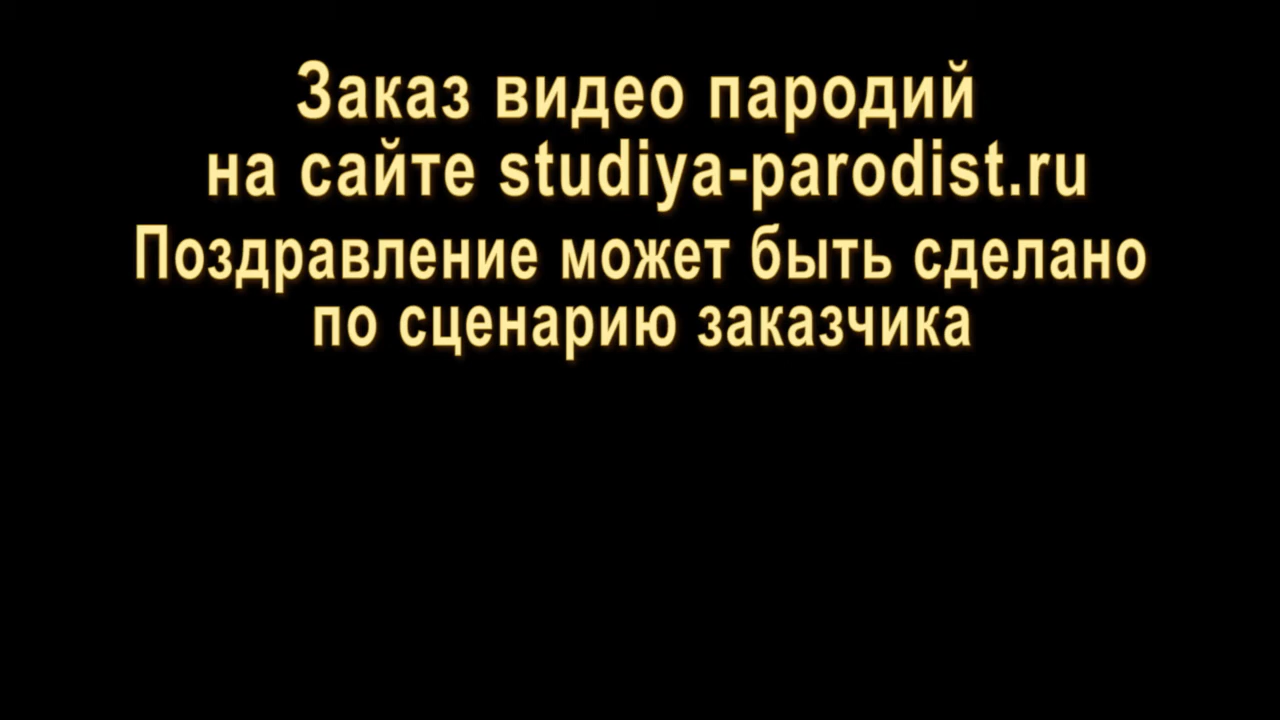 Заказ видео пародий
на сайте studiya-parodist.ru
Поздравление может быть сделано
по сценарию заказчика